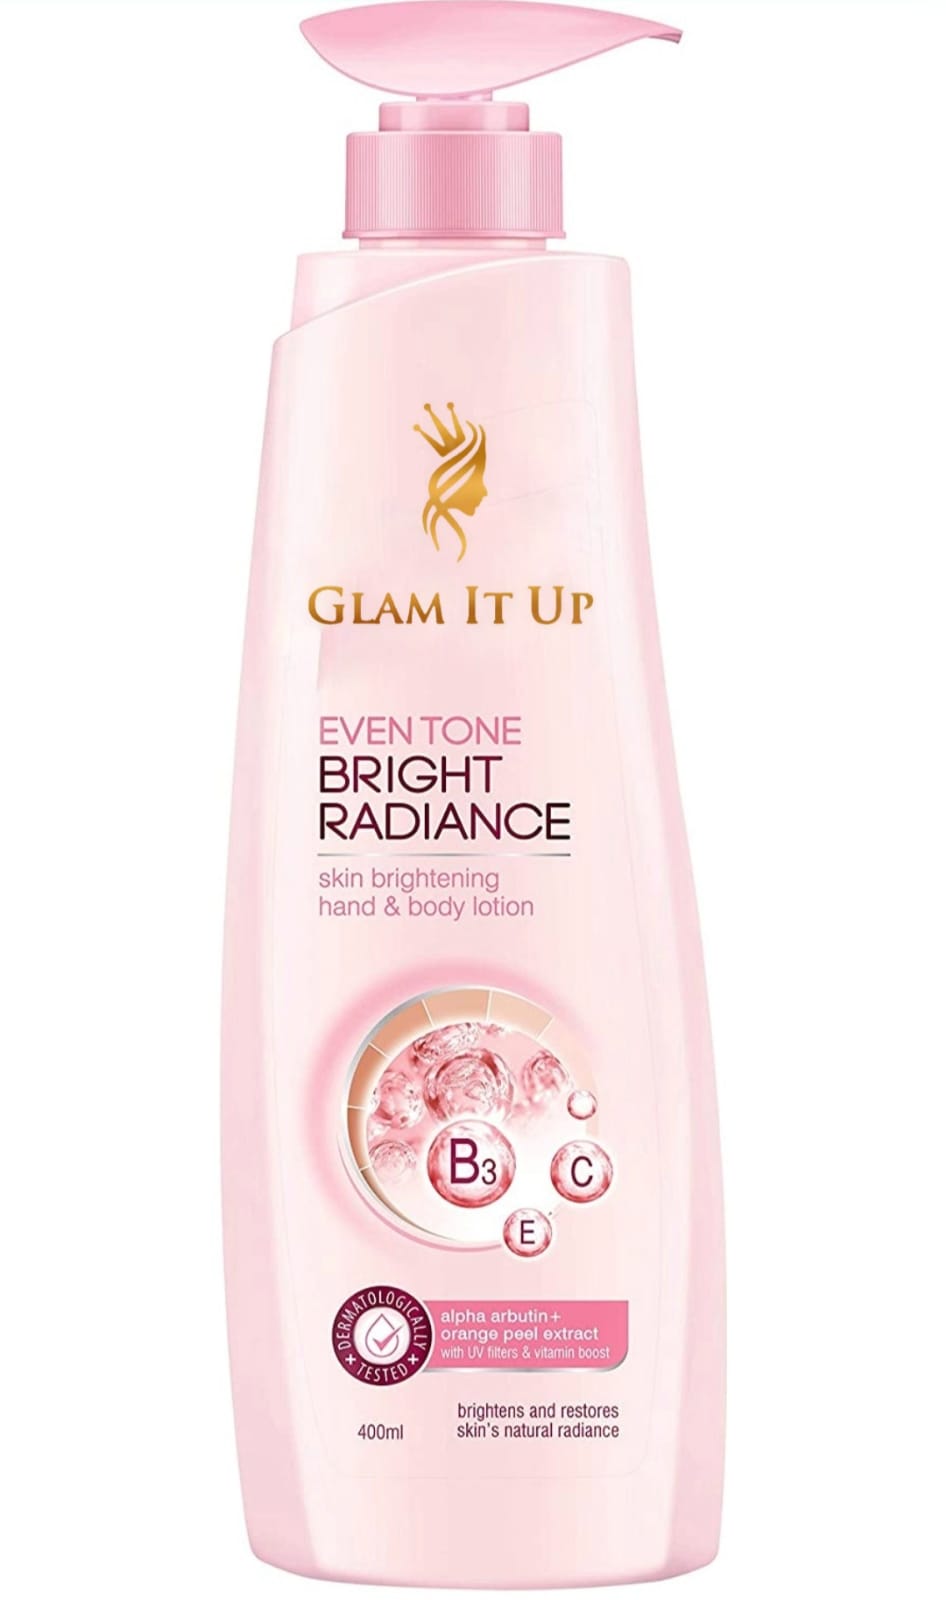 GLAM IT UP
EVEN TONE
BRIGHT
RADIANCE
skin brightening
hand & body lotion
B3
C
E
DERMATOLOGICALLY
TESTED
alpha arbutin+
orange peel extract
with UV filters & vitamin boost
brightens and restores
skin's natural radiance
400ml